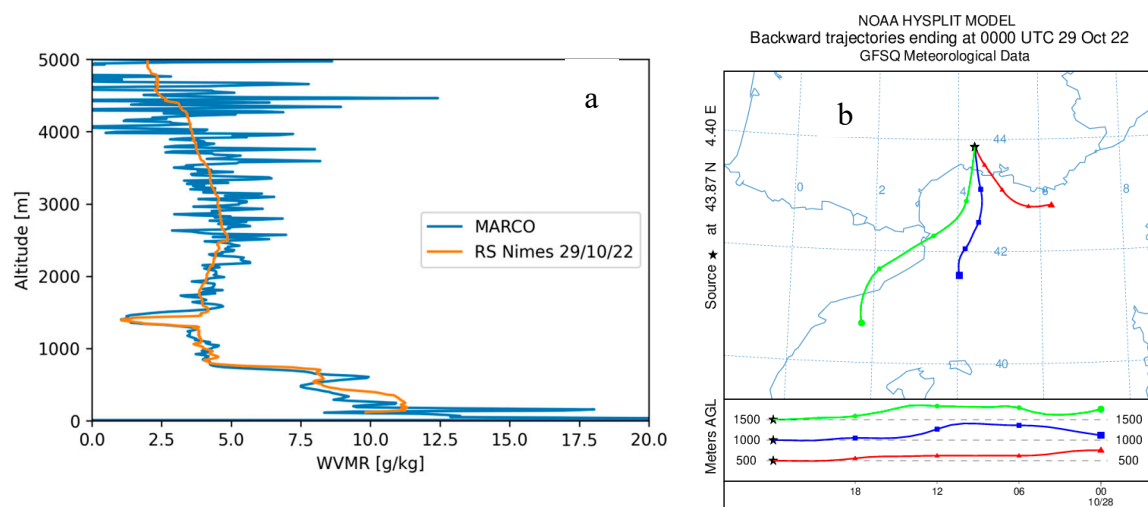 a
5000
4000
3000
2000
1000
0
Altitude [m]
MARCO
RS Nimes 29/10/22
0.0 2.5 5.0 7.5 10.0 12.5 15.0 17.5 20.0
WVMR [g/kg]
NOAA HYSPLIT MODEL
Backward trajectories ending at 0000 UTC 29 Oct 22
GFSQ Meteorological Data
b
Source ★ at 43.87 N 4.40 E
44
0 2 4 6 8
42
40
Meters AGL
1500 1500
1000 1000
500 500
18 12 06 00
10/28